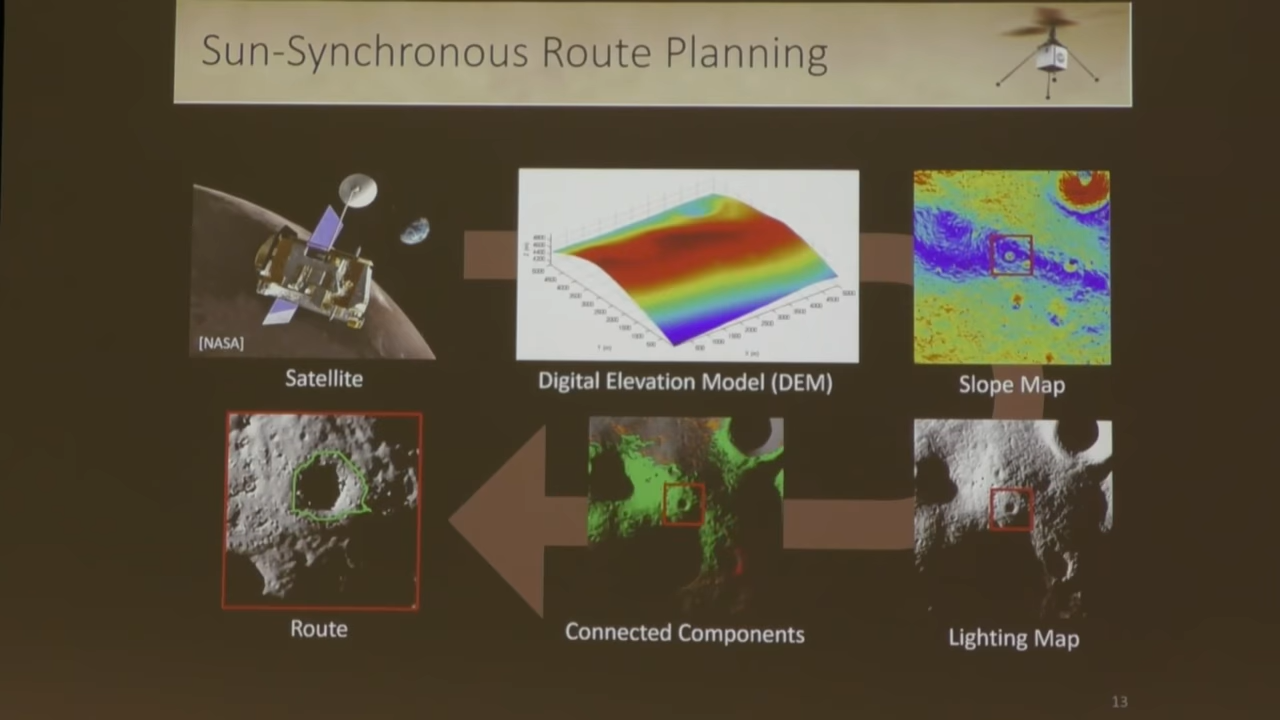 Sun-Synchronous Route Planning
[NASA]
Satellite
Digital Elevation Model (DEM)
Slope Map
Route
Connected Components
Lighting Map
13